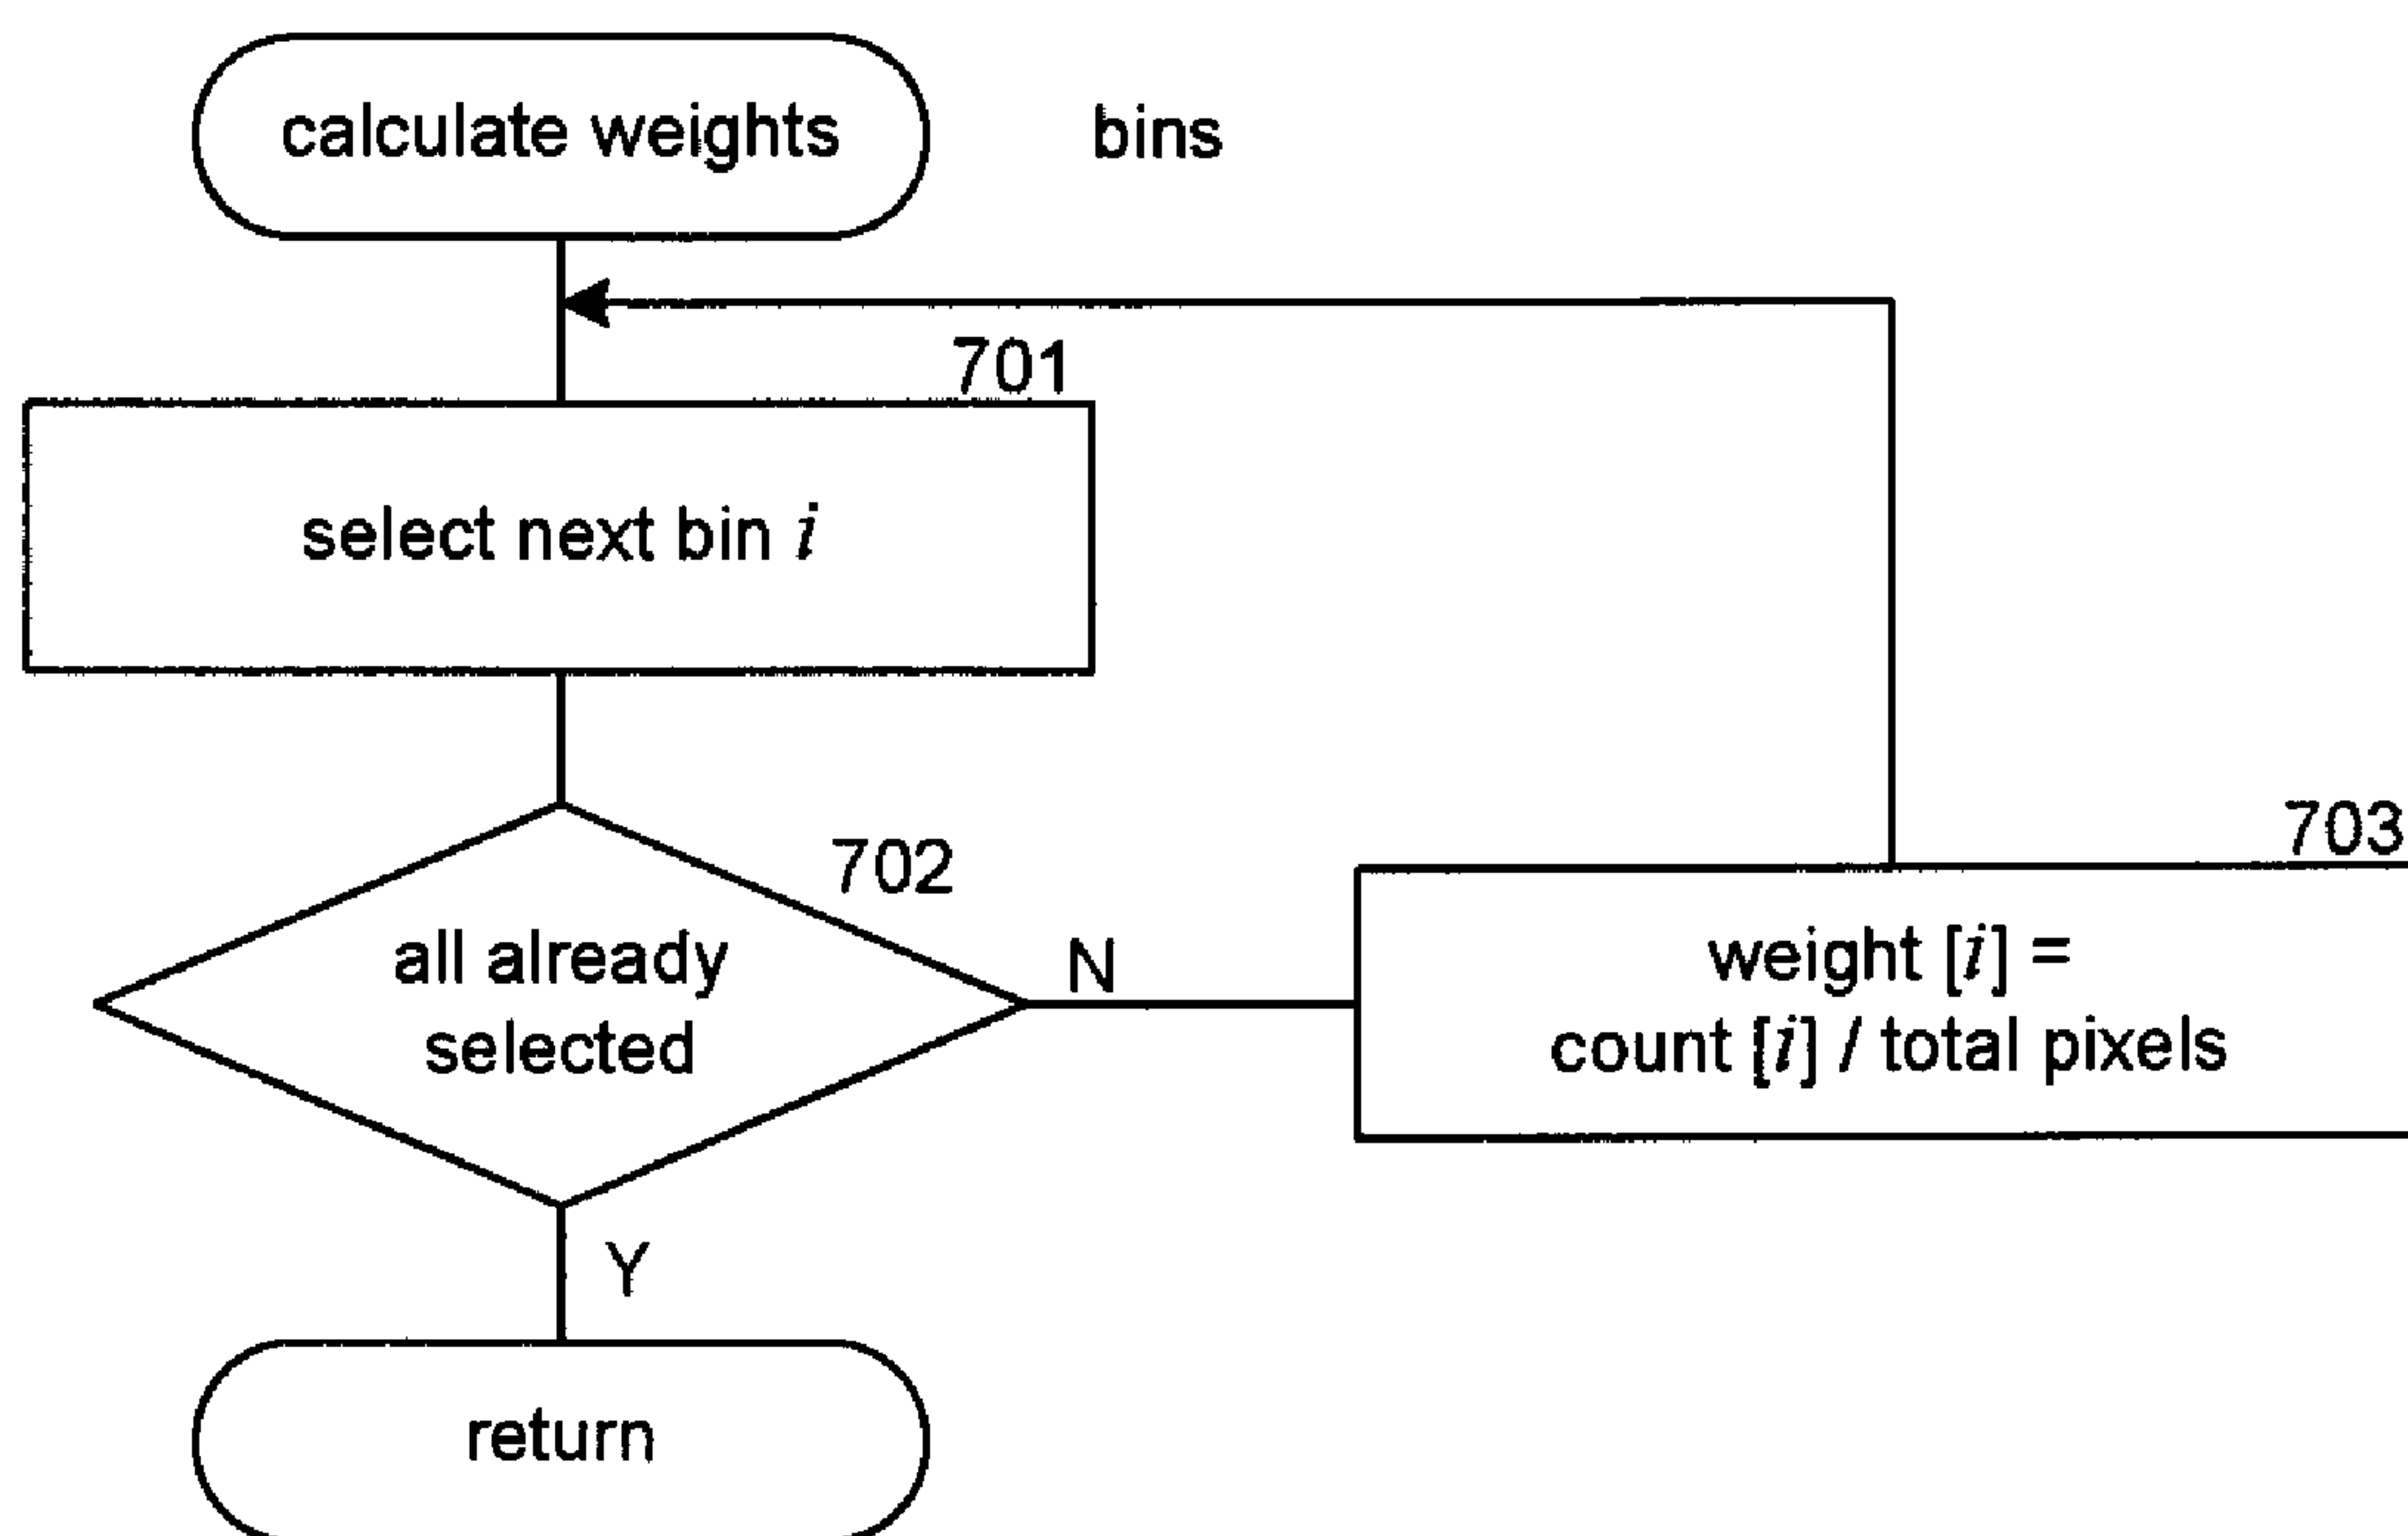 calculate weights
bins
701
select next bin i
702
all already
selected
N
703
weight [i] =
count [i] / total pixels
Y
return